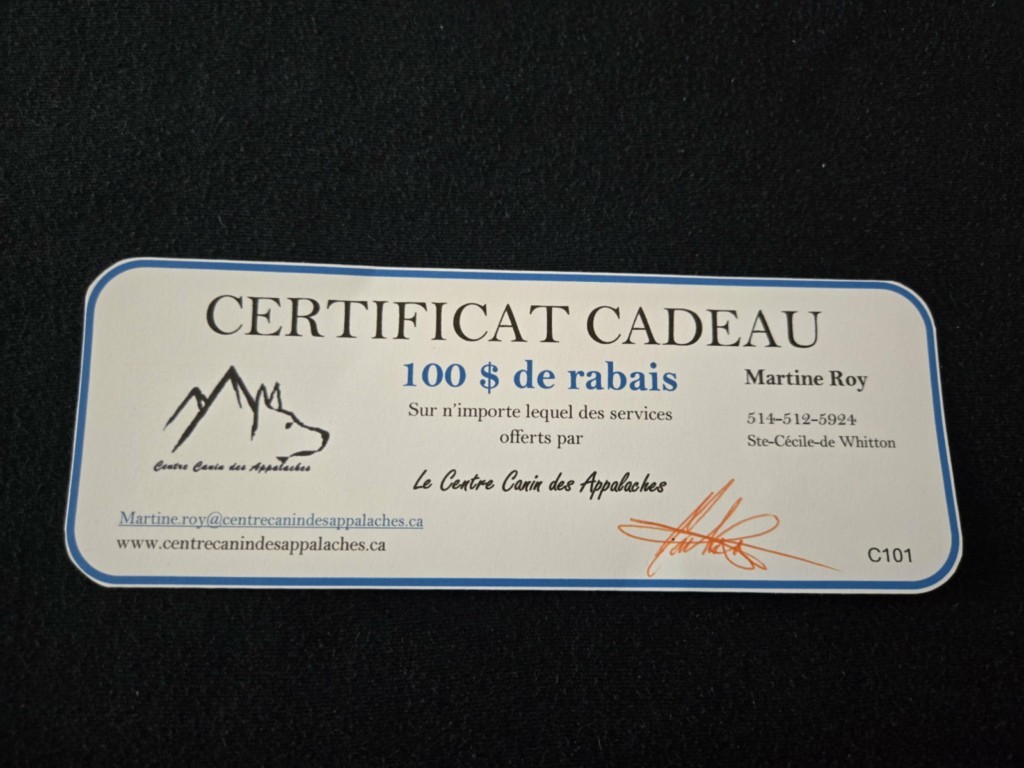 CERTIFICAT CADEAU
100 $ de rabais
Sur n'importe lequel des services
offerts par
Le Centre Canin des Appalaches
Centre Canin des Appalaches
Martine Roy
514-512-5924
Ste-Cécile-de Whitton
Martine.roy@centrecanindesappalaches.ca
www.centrecanindesappalaches.ca
C101